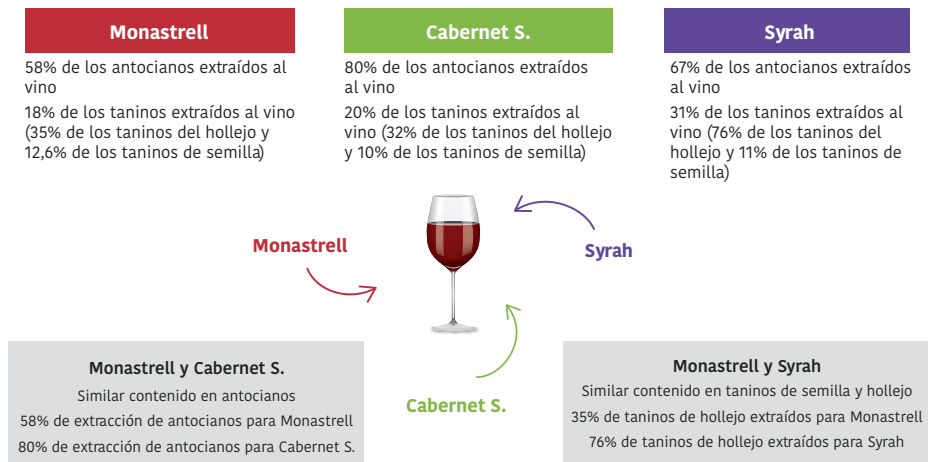 Monastrell
58% de los antocianos extraídos al
vino
18% de los taninos extraídos al vino
(35% de los taninos del hollejo y
12,6% de los taninos de semilla)
Cabernet S.
80% de los antocianos extraídos
al vino
20% de los taninos extraídos al
vino (32% de los taninos del hollejo
y 10% de los taninos de semilla)
Syrah
67% de los antocianos extraídos
al vino
31% de los taninos extraídos al
vino (76% de los taninos del
hollejo y 11% de los taninos de
semilla)
Monastrell
Syrah
Cabernet S.
Monastrell y Cabernet S.
Similar contenido en antocianos
58% de extracción de antocianos para Monastrell
80% de extracción de antocianos para Cabernet S.
Monastrell y Syrah
Similar contenido en taninos de semilla y hollejo
35% de taninos de hollejo extraídos para Monastrell
76% de taninos de hollejo extraídos para Syrah